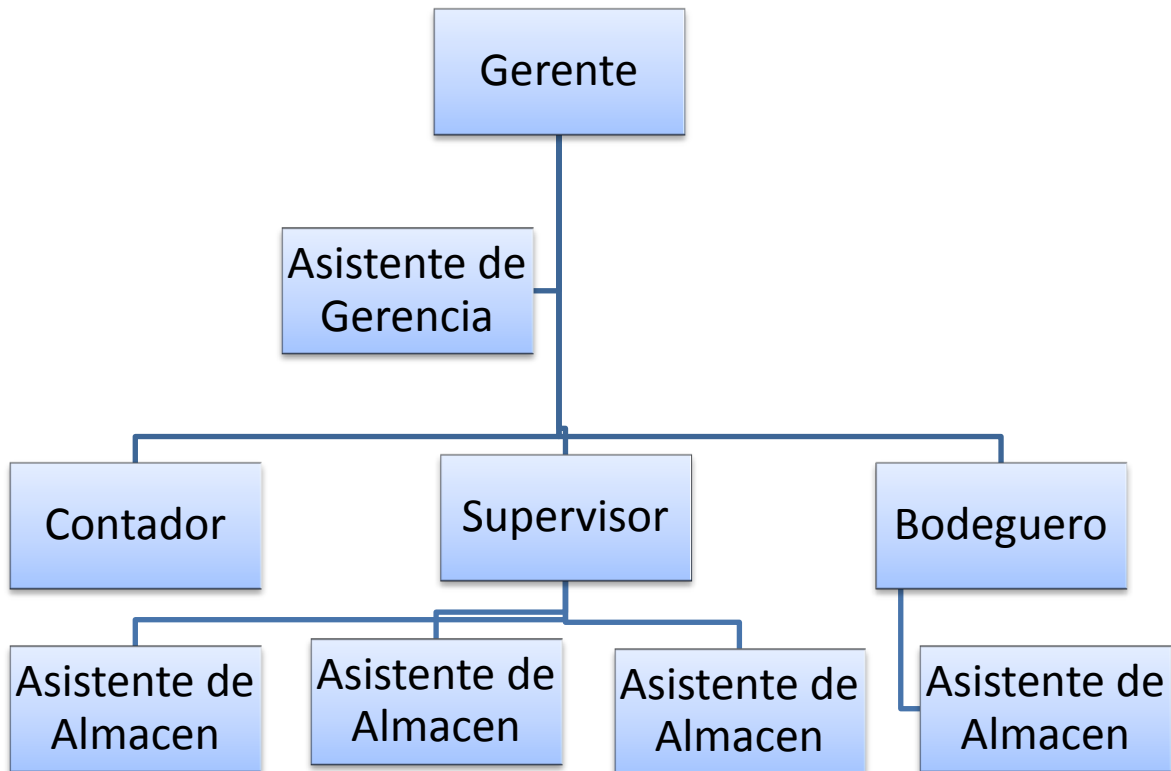 Gerente
Asistente de
Gerencia
Contador
Supervisor
Bodeguero
Asistente de
Almacen
Asistente de
Almacen
Asistente de
Almacen
Asistente de
Almacen